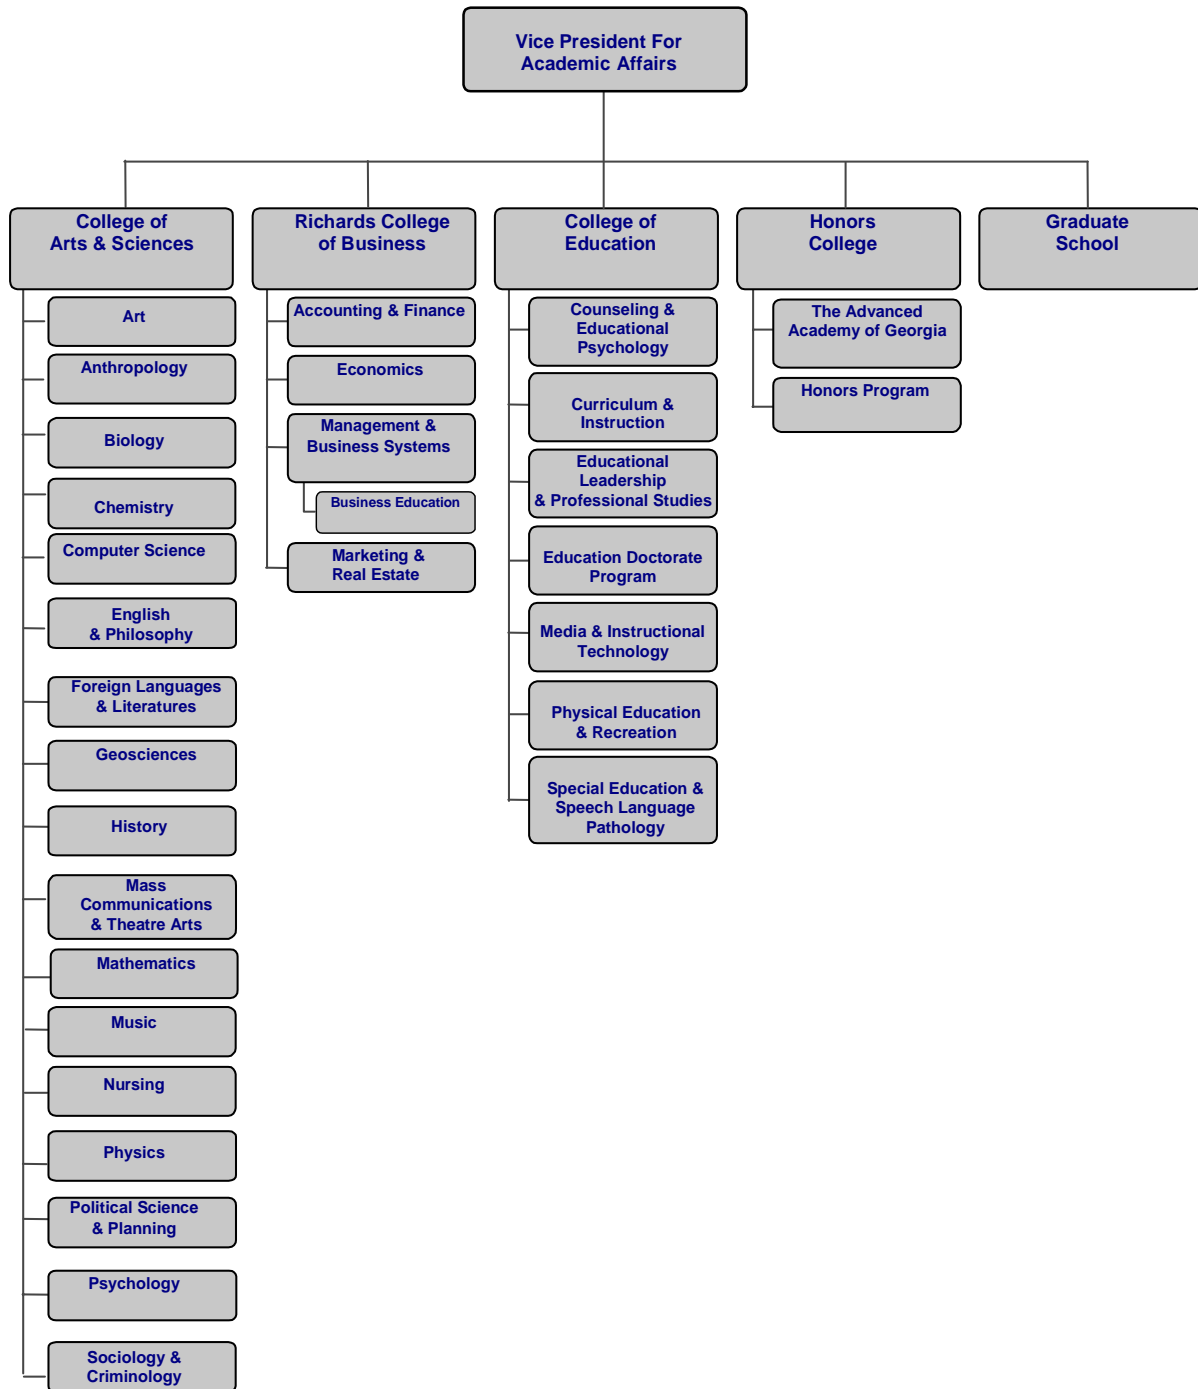 Vice President For
Academic Affairs
College of
Arts & Sciences
Art
Anthropology
Biology
Chemistry
Computer Science
English
& Philosophy
Foreign Languages
& Literatures
Geosciences
History
Mass
Communications
& Theatre Arts
Mathematics
Music
Nursing
Physics
Political Science
& Planning
Psychology
Sociology &
Criminology
Richards College
of Business
Accounting & Finance
Economics
Management &
Business Systems
Business Education
Marketing &
Real Estate
College of
Education
Counseling &
Educational
Psychology
Curriculum &
Instruction
Educational
Leadership
& Professional Studies
Education Doctorate
Program
Media & Instructional
Technology
Physical Education
& Recreation
Special Education &
Speech Language
Pathology
Honors
College
The Advanced
Academy of Georgia
Honors Program
Graduate
School